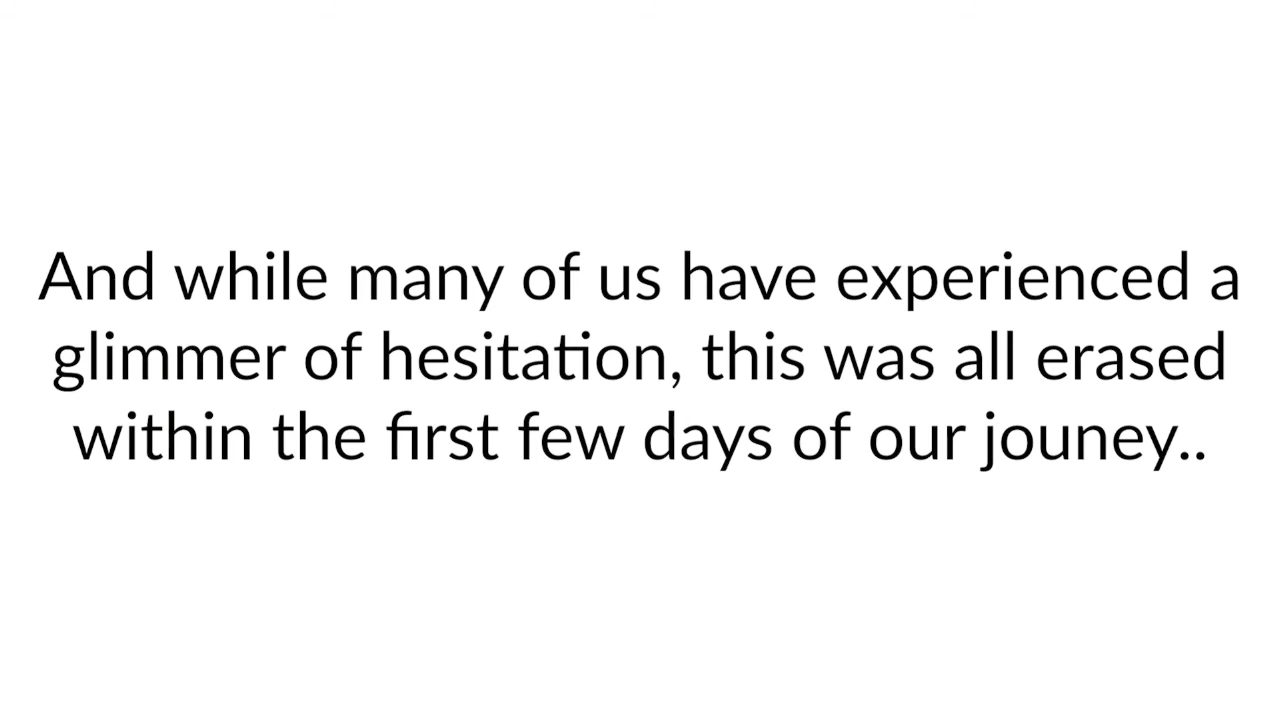 And while many of us have experienced a
glimmer of hesitation, this was all erased
within the first few days of our jouney..